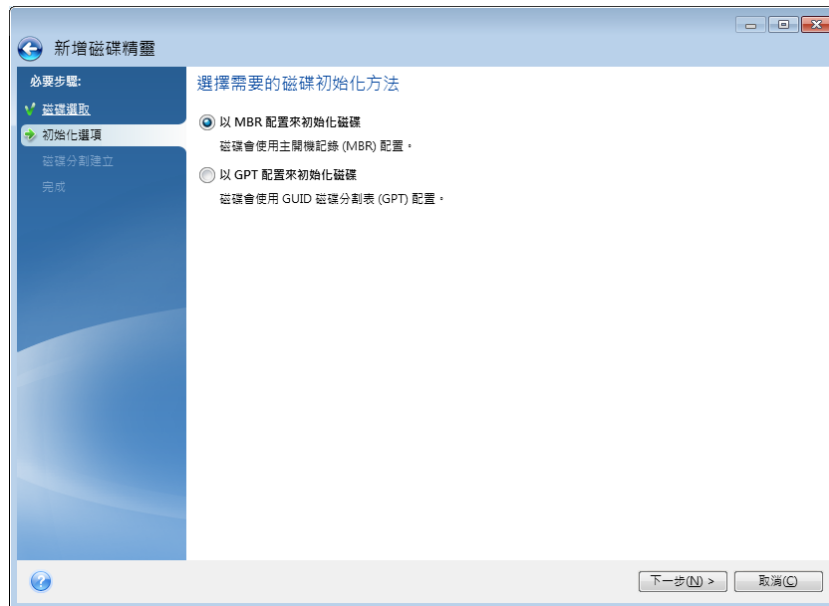 新增磁碟精靈
必要步驟:
磁碟選取
初始化選項
磁碟分割建立
完成
選擇需要的磁碟初始化方法
以 MBR 配置來初始化磁碟
磁碟會使用主開機記錄 (MBR) 配置。
以 GPT 配置來初始化磁碟
磁碟會使用 GUID 磁碟分割表 (GPT) 配置。
下一步(N) >
取消(C)